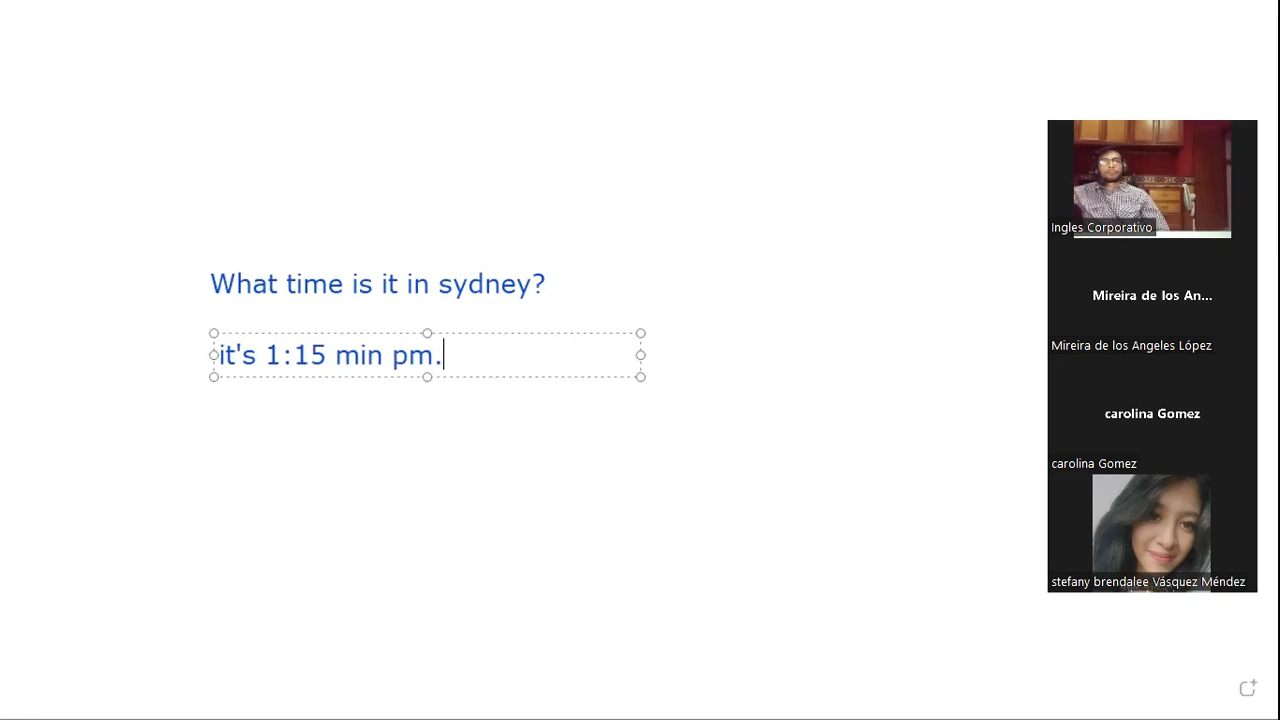 What time is it in sydney?
it's 1:15 min pm.
Ingles Corporativo
Mireira de los An...
Mireira de los Angeles López
carolina Gomez
carolina Gomez
stefany brendalee Vásquez Méndez